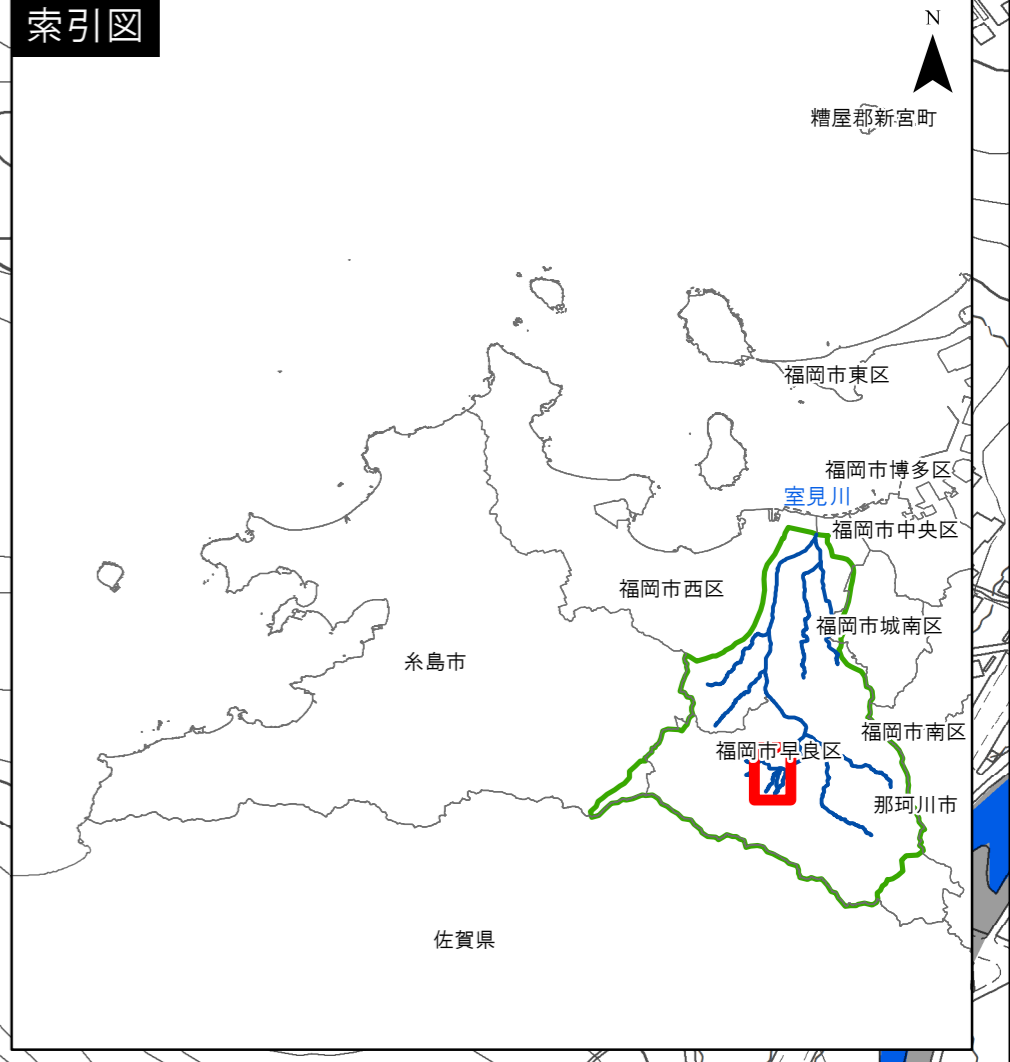 索引図
N
糟屋郡新宮町
福岡市東区
福岡市博多区
室見川
福岡市中央区
福岡市西区
福岡市城南区
糸島市
福岡市南区
福岡市早良区
那珂川市
佐賀県